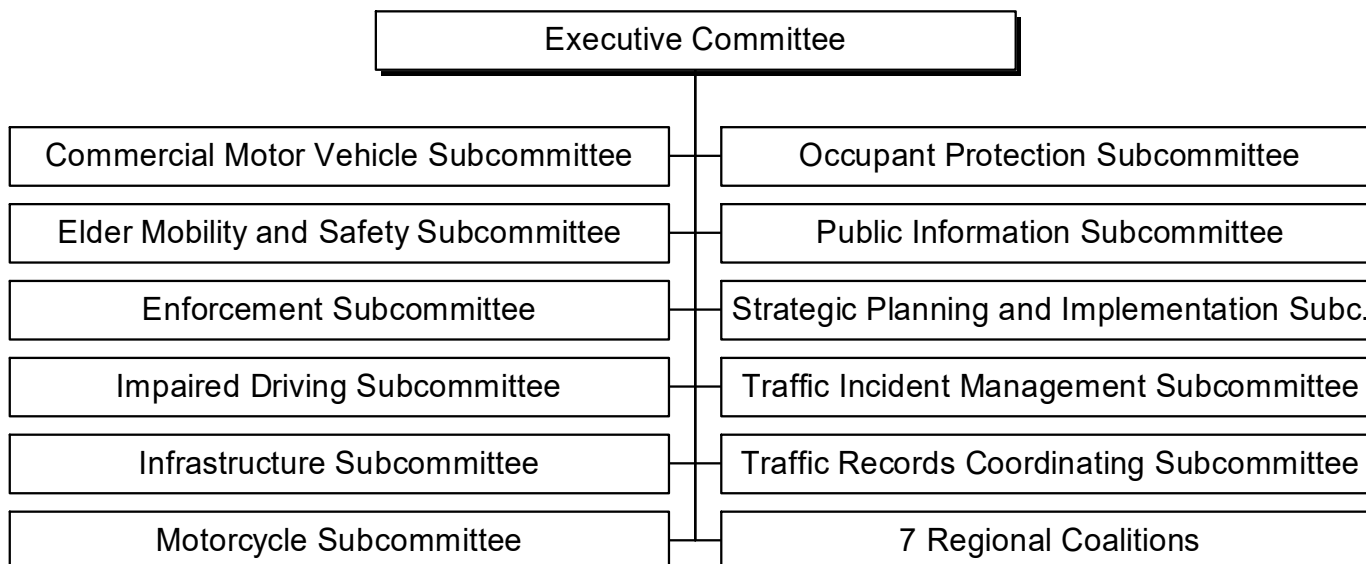 Executive Committee
Commercial Motor Vehicle Subcommittee
Occupant Protection Subcommittee
Elder Mobility and Safety Subcommittee
Public Information Subcommittee
Enforcement Subcommittee
Strategic Planning and Implementation Subc.
Impaired Driving Subcommittee
Traffic Incident Management Subcommittee
Infrastructure Subcommittee
Traffic Records Coordinating Subcommittee
Motorcycle Subcommittee
7 Regional Coalitions